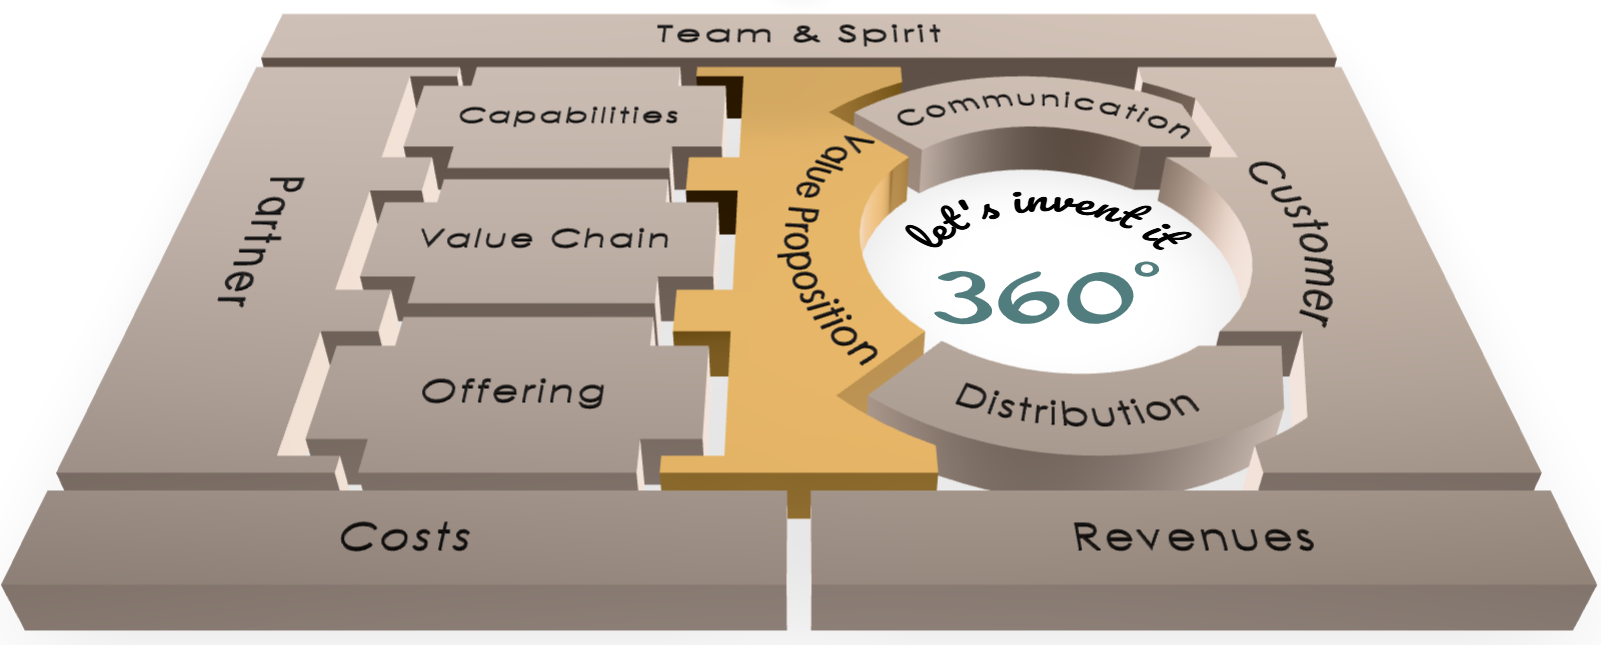 Team & Spirit
Partner
Capabilities
Value Chain
Offering
Value Proposition
Communication
let's invent it
360°
Distribution
Customer
Costs
Revenues